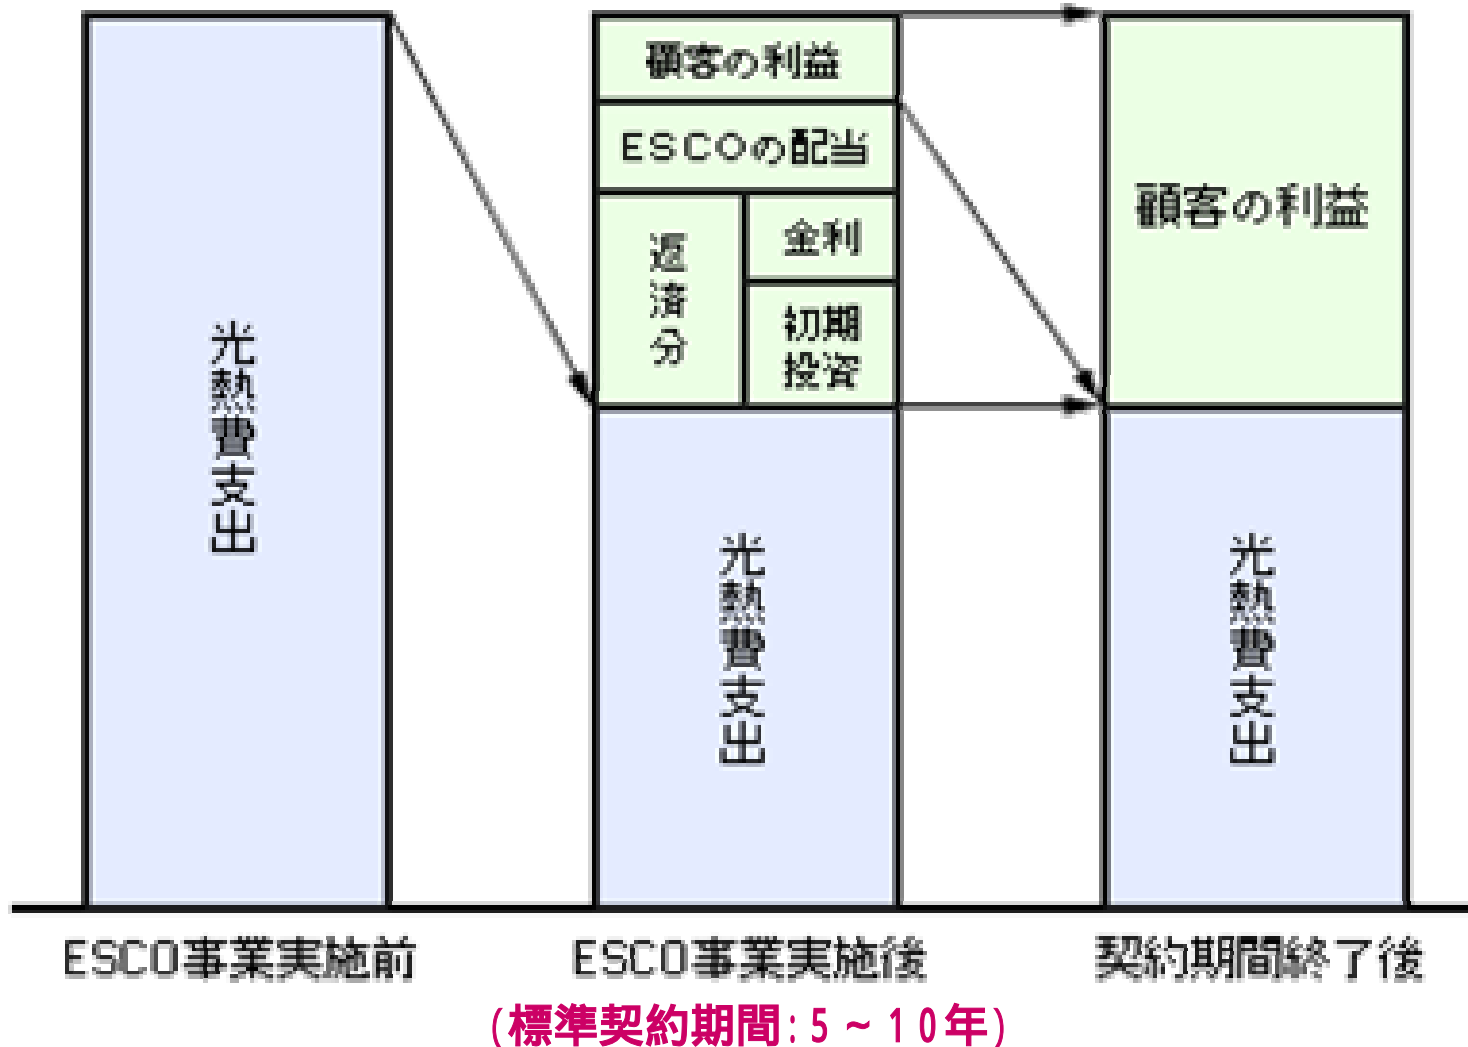 光熱費支出
顧客の利益
ESCOの配当
返済分
金利
初期
投資
光熱費支出
顧客の利益
光熱費支出
ESCO事業実施前
ESCO事業実施後
契約期間終了後
(標準契約期間:5~10年)